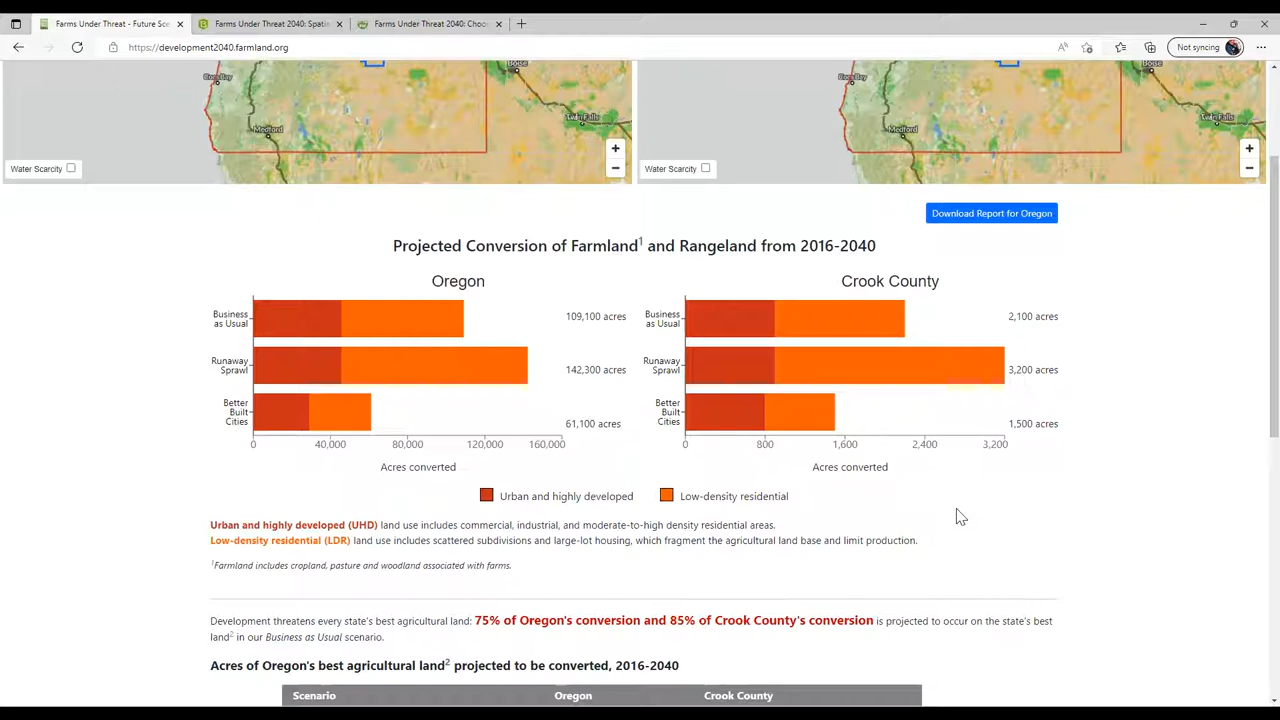 Farms Under Threat - Future Sce
Farms Under Threat 2040: Spatia
Farms Under Threat 2040: Choos
https://development2040.farmland.org
Not syncing
Coos Bay
Medford
Boise
Twin Falls
Water Scarcity
+
−
Coos Bay
Medford
Boise
Twin Falls
Water Scarcity
+
−
Download Report for Oregon
Projected Conversion of Farmland1 and Rangeland from 2016-2040
Oregon
Business
as Usual
109,100 acres
Runaway
Sprawl
142,300 acres
Better
Built
Cities
61,100 acres
0 40,000 80,000 120,000 160,000
Acres converted
Crook County
Business
as Usual
2,100 acres
Runaway
Sprawl
3,200 acres
Better
Built
Cities
1,500 acres
0 800 1,600 2,400 3,200
Acres converted
Urban and highly developed Low-density residential
Urban and highly developed (UHD) land use includes commercial, industrial, and moderate-to-high density residential areas.
Low-density residential (LDR) land use includes scattered subdivisions and large-lot housing, which fragment the agricultural land base and limit production.
1Farmland includes cropland, pasture and woodland associated with farms.
Development threatens every state's best agricultural land: 75% of Oregon's conversion and 85% of Crook County's conversion is projected to occur on the state's best
land2 in our Business as Usual scenario.
Acres of Oregon's best agricultural land2 projected to be converted, 2016-2040
Scenario Oregon Crook County